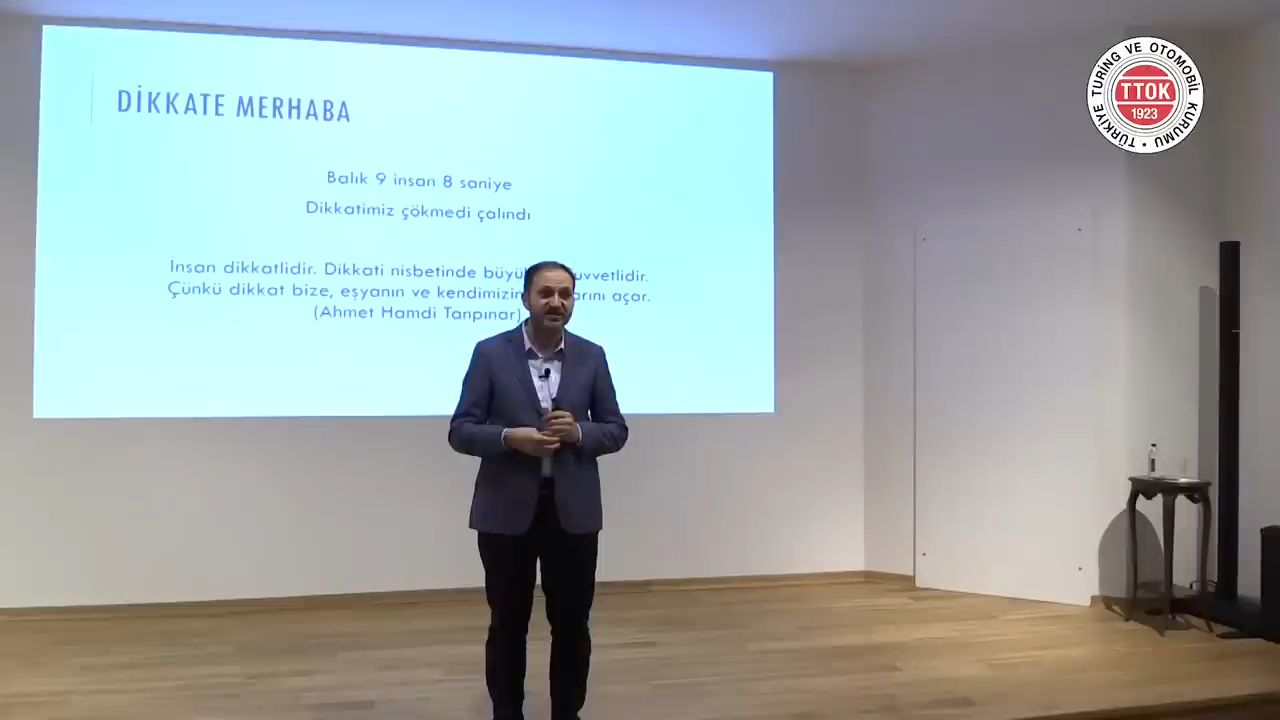 DİKKATE MERHABA
Balık 9 insan 8 saniye
Dikkatimiz çökmedi çalındı
İnsan dikkatlidir. Dikkati nisbetinde
Çünkü dikkat bize, eşyanın ve kendimizin açar.
(Ahmet Hamdi Tanpınar)
TÜRKİYE TURİNG VE OTOMOBİL KURUMU
TTOK
1923